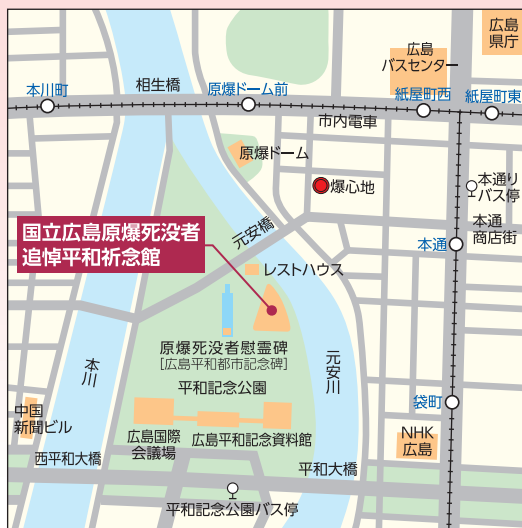 広島
県庁
広島
バスセンター
本川町
相生橋
原爆ドーム前
紙屋町西
紙屋町東
市内電車
原爆ドーム
爆心地
本通り
バス停
本通
商店街
元安橋
国立広島原爆死没者
追悼平和祈念館
本通
レストハウス
原爆死没者慰霊碑
[広島平和都市記念碑]
元安川
本川
平和記念公園
中国
新聞ビル
袋町
広島国際
会議場
広島平和記念資料館
NHK
広島
西平和大橋
平和大橋
平和記念公園バス停